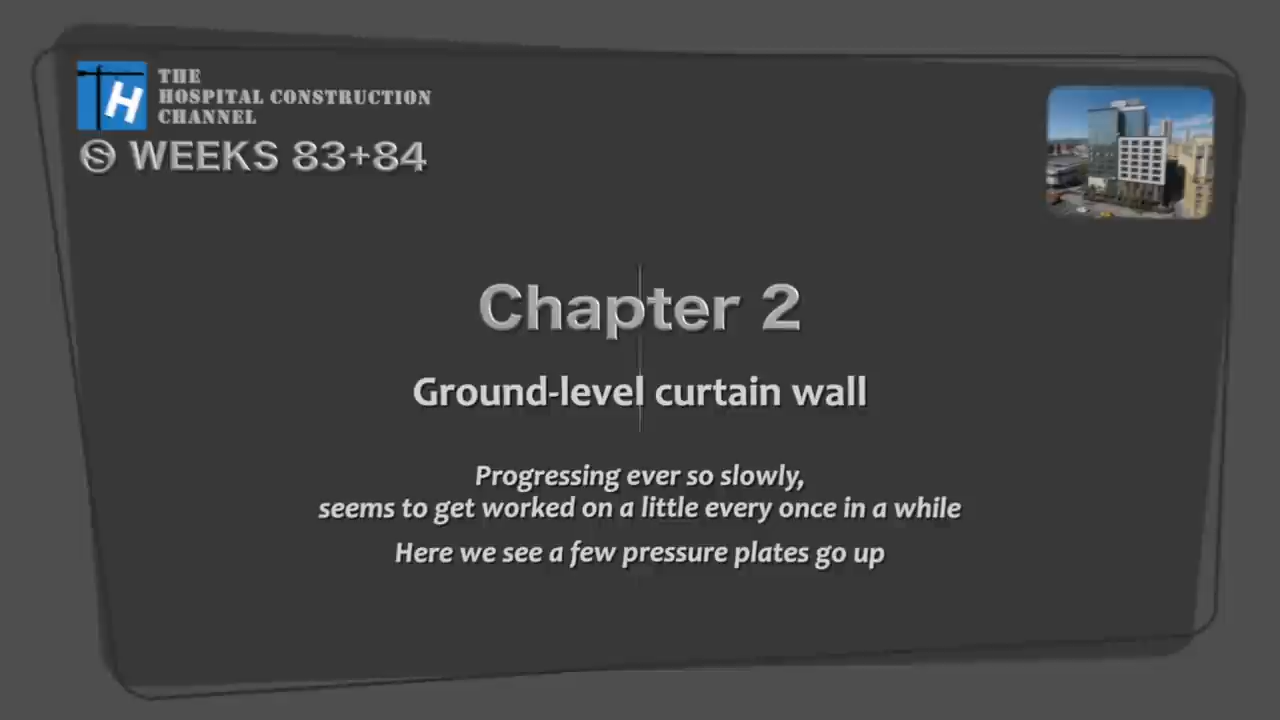 THE
HOSPITAL CONSTRUCTION
CHANNEL
H
Ⓢ WEEKS 83+84
Chapter 2
Ground-level curtain wall
Progressing ever so slowly,
seems to get worked on a little every once in a while
Here we see a few pressure plates go up